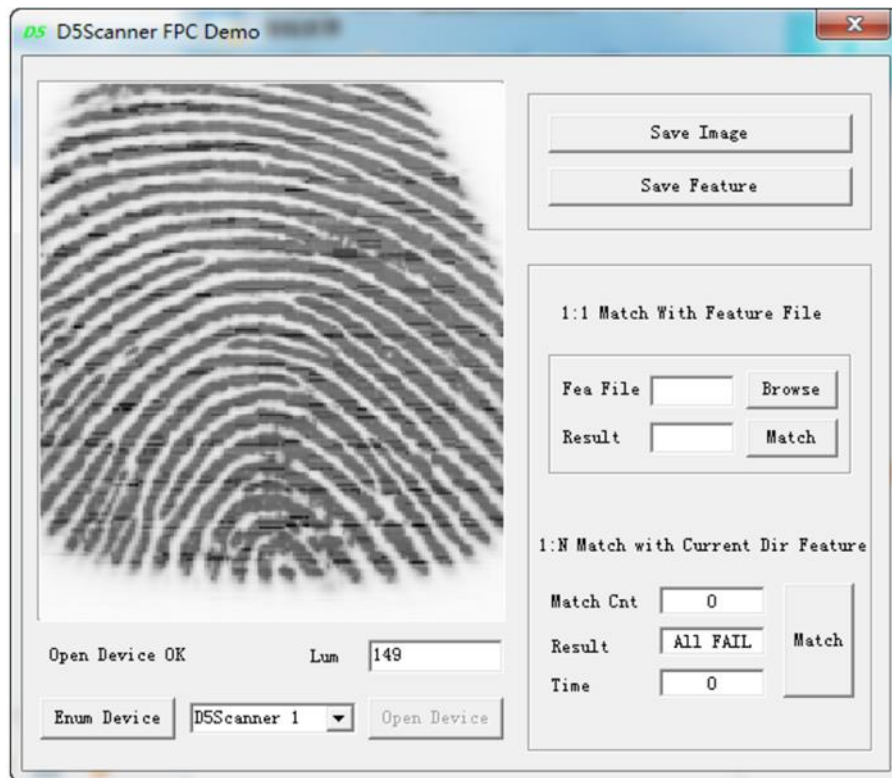 D5 D5Scanner FPC Demo
Save Image
Save Feature
1:1 Match With Feature File
Fea File Browse
Result Match
1:N Match with Current Dir Feature
Match Cnt 0
Result All FAIL Match
Time 0
Open Device OK Lum 149
Enum Device D5Scanner 1 Open Device